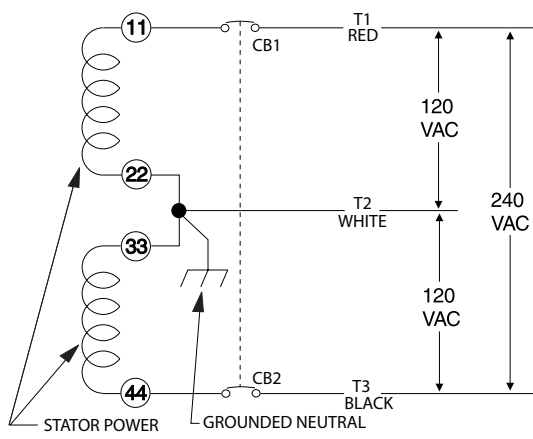 11
T1
RED
CB1
120
VAC
22
T2
WHITE
240
VAC
33
120
VAC
44
CB2
T3
BLACK
STATOR POWER
GROUNDED NEUTRAL